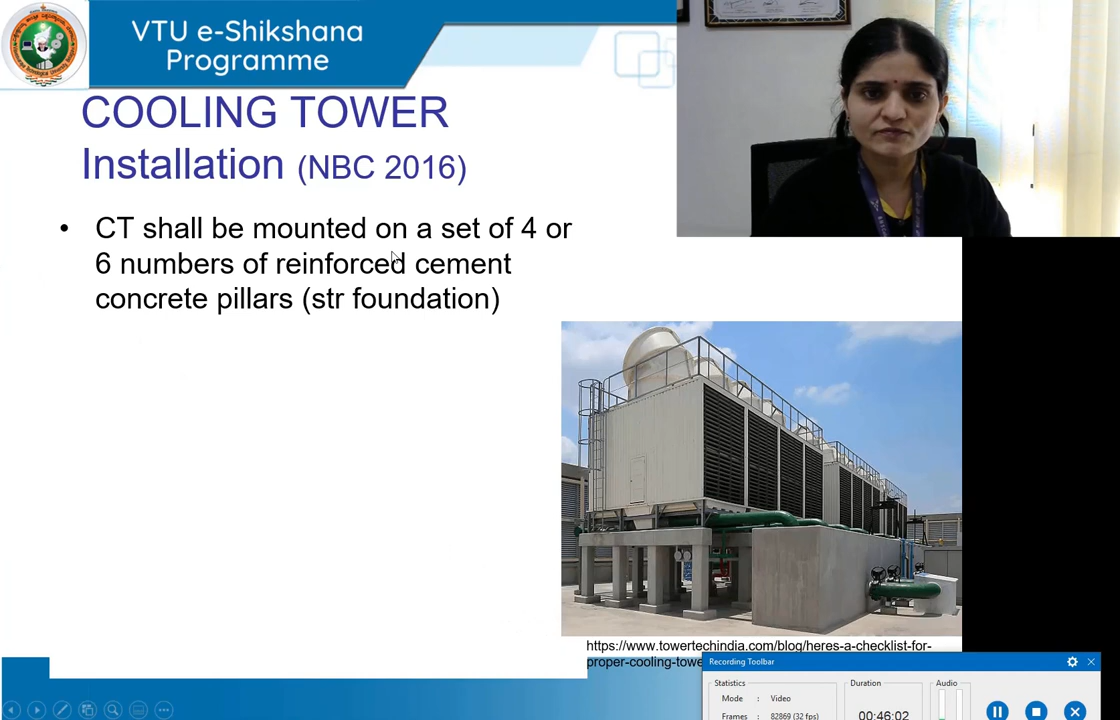 VTU e-Shikshana
Programme
COOLING TOWER
Installation (NBC 2016)
• CT shall be mounted on a set of 4 or
6 numbers of reinforced cement
concrete pillars (str foundation)
https://www.towertechindia.com/blog/heres-a-checklist-for-
proper-cooling-towe
Recording Toolbar
Statistics
Duration
Audio
Mode : Video
Frames : 82869 (32 fps)
00:46:02